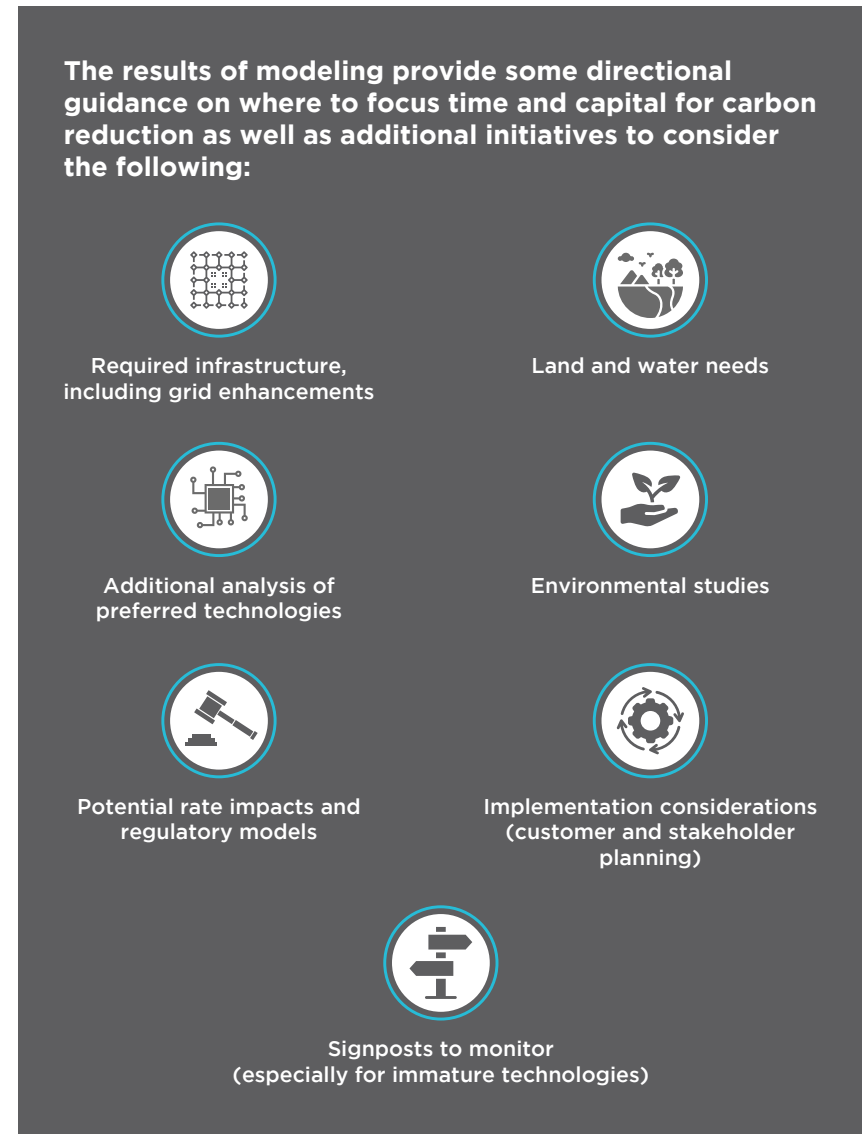 The results of modeling provide some directional
guidance on where to focus time and capital for carbon
reduction as well as additional initiatives to consider
the following:
Required infrastructure,
including grid enhancements
Land and water needs
Additional analysis of
preferred technologies
Environmental studies
Potential rate impacts and
regulatory models
Implementation considerations
(customer and stakeholder
planning)
Signposts to monitor
(especially for immature technologies)